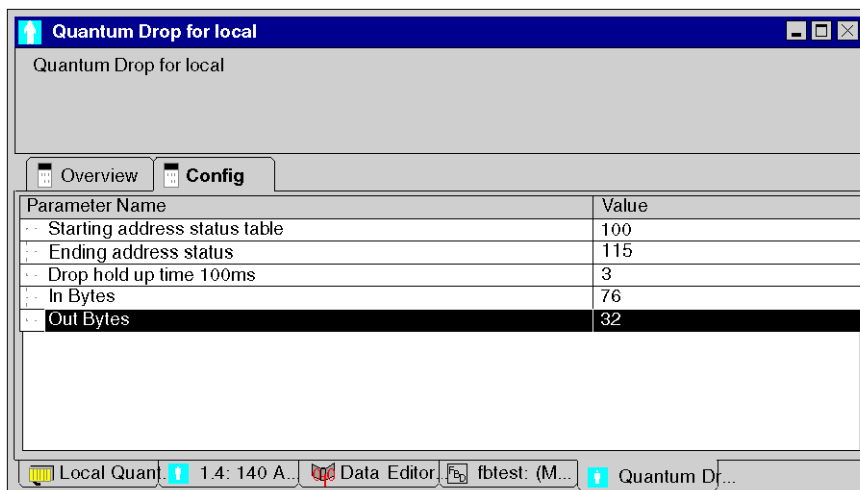 Quantum Drop for local
Quantum Drop for local
Overview Config
Parameter Name Value
Starting address status table 100
Ending address status 115
Drop hold up time 100ms 3
In Bytes 76
Out Bytes 32
Local Quant. 1.4: 140 A... Data Editor... FBD fbtest: (M... Quantum Dr...